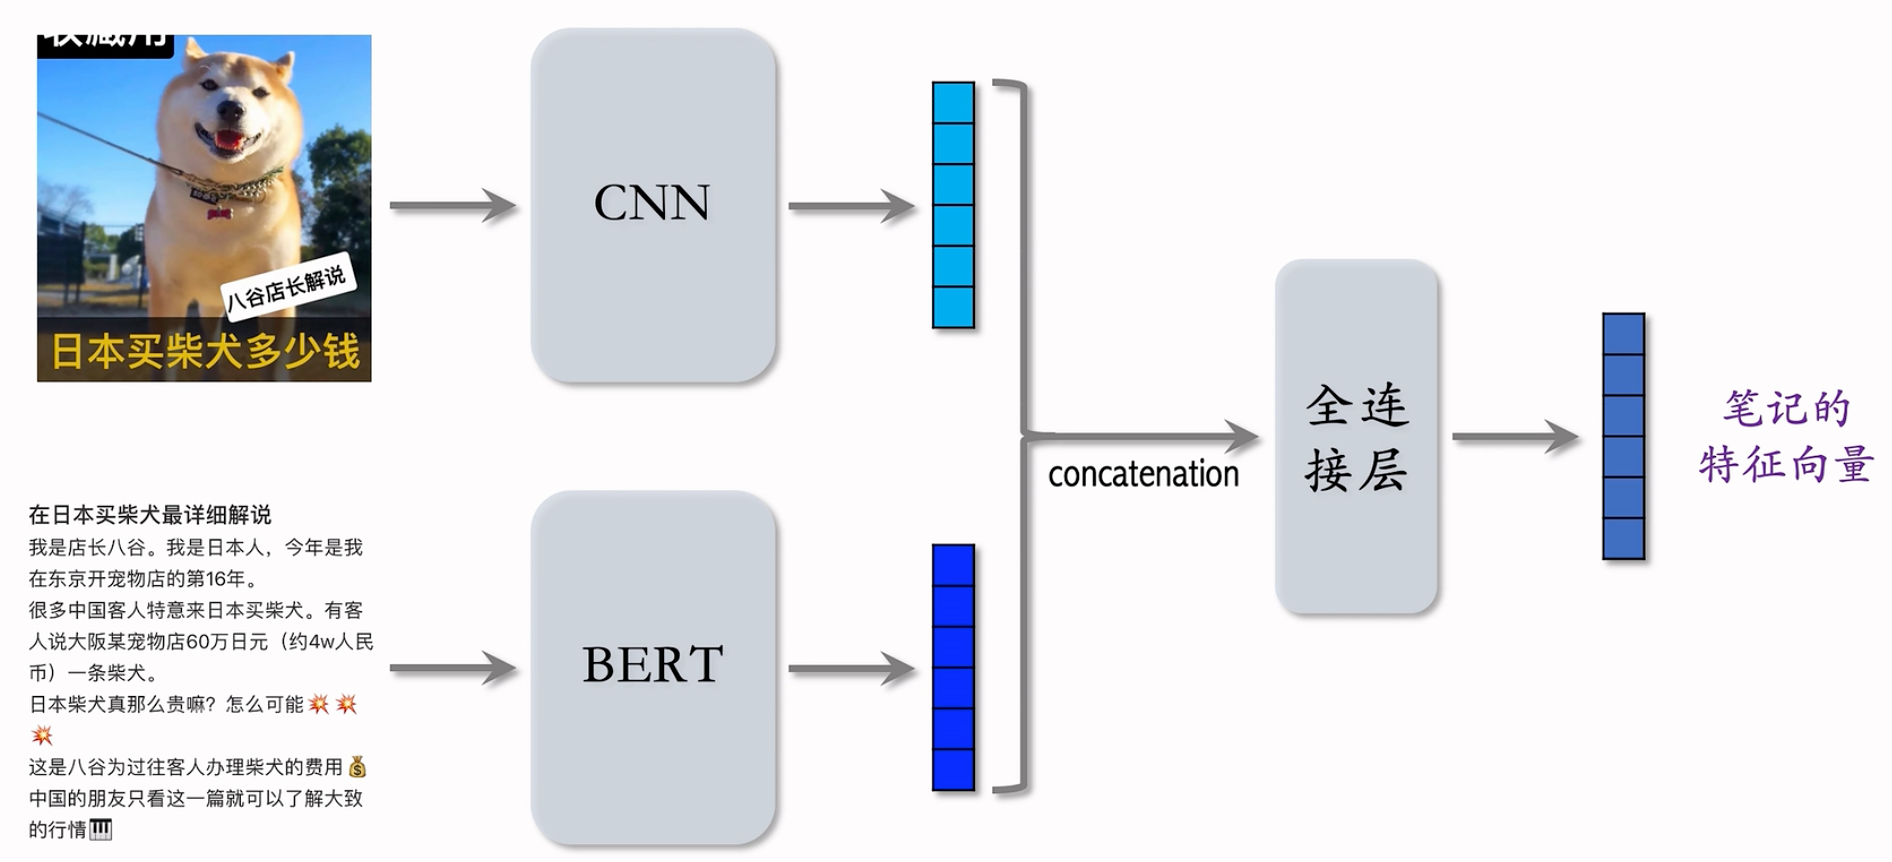 收藏用
八谷店长解说
日本买柴犬多少钱
CNN
在日本买柴犬最详细解说
我是店长八谷。我是日本人，今年是我
在东京开宠物店的第16年。
很多中国客人特意来日本买柴犬。有客
人说大阪某宠物店60万日元（约4w人民
币）一条柴犬。
日本柴犬真那么贵嘛？怎么可能💥💥
💥
这是八谷为过往客人办理柴犬的费用💰
中国的朋友只看这一篇就可以了解大致
的行情🎹
BERT
concatenation
全连
接层
笔记的
特征向量